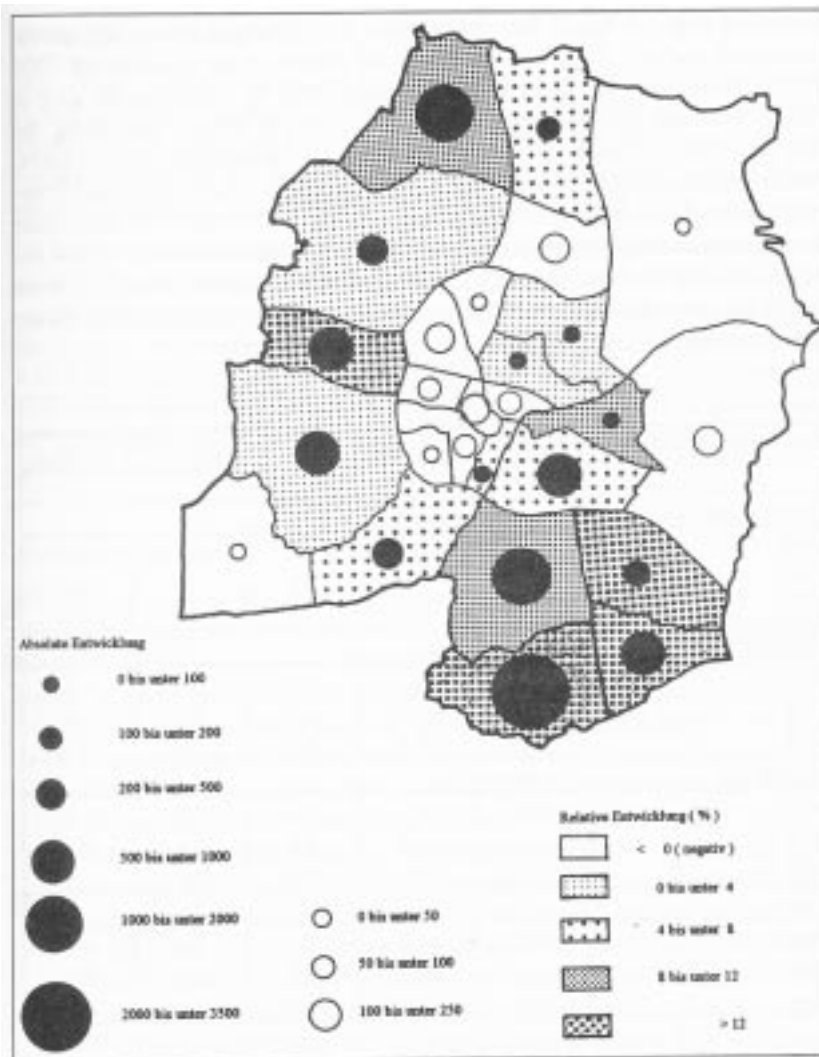 Absolute Entwicklung
0 bis unter 100
100 bis unter 200
200 bis unter 500
500 bis unter 1000
1000 bis unter 2000
2000 bis unter 3500
0 bis unter 50
50 bis unter 100
100 bis unter 250
Relative Entwicklung ( % )
< 0 ( negativ )
0 bis unter 4
4 bis unter 8
8 bis unter 12
> 12